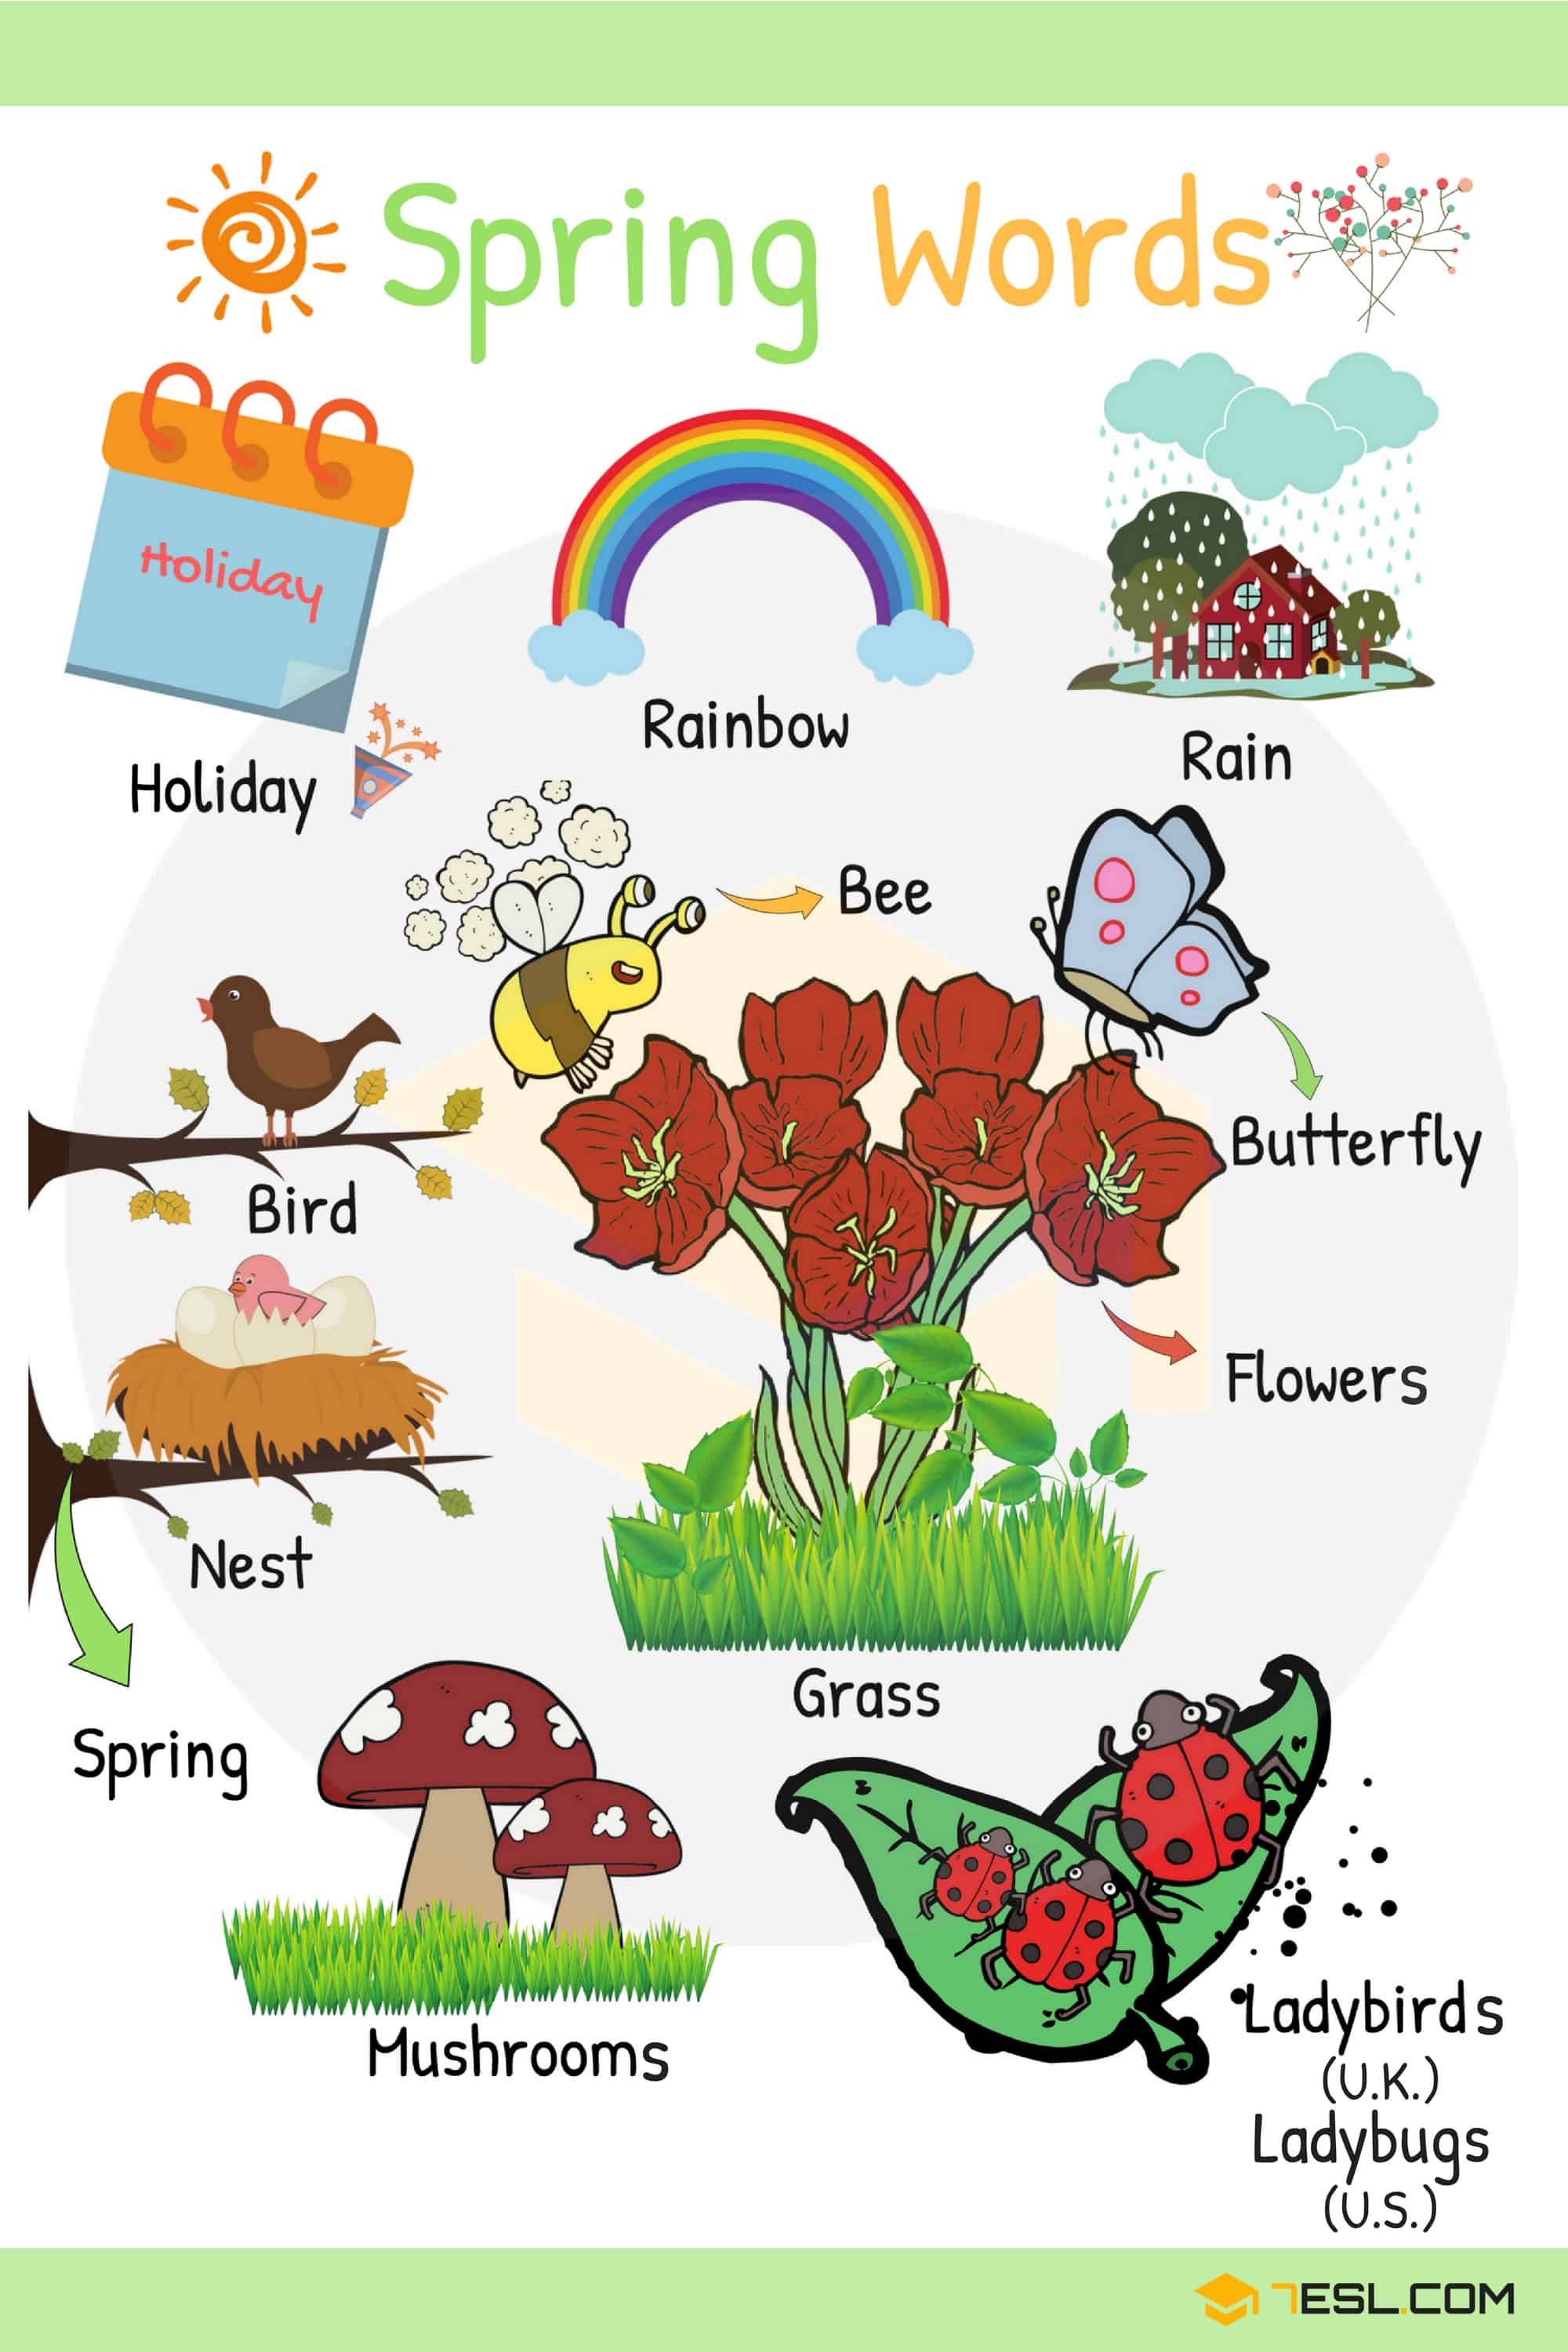 Spring Words
Holiday
Rainbow
Rain
Holiday
Bee
Butterfly
Bird
Flowers
Nest
Grass
Spring
Mushrooms
Ladybirds
(U.K.)
Ladybugs
(U.S.)
7ESL.COM